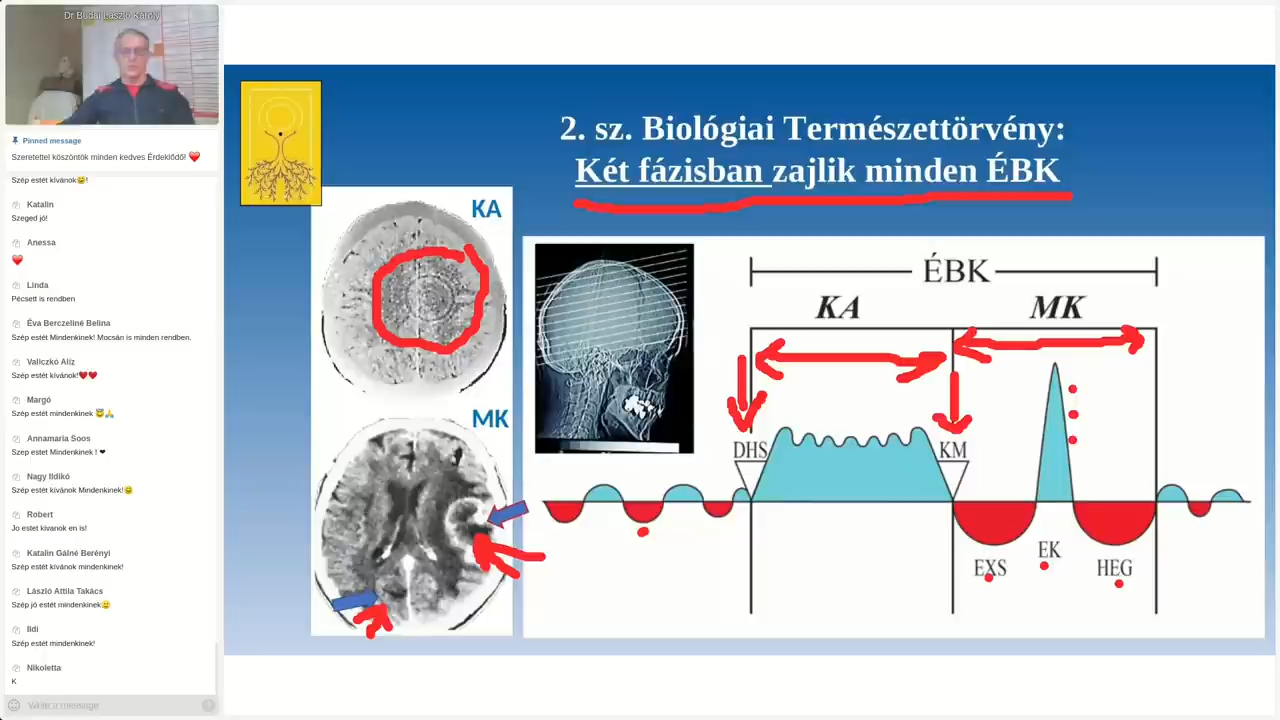 Dr Budai László Károly
Pinned message
Szeretettel köszöntök minden kedves Érdeklődő! ❤️
Szép estét kívánok😀!
Katalin
Szeged jó!
Anessa
❤️
Linda
Pécsett is rendben
Éva Berczeliné Belina
Szép estét Mindenkinek! Mocsán is minden rendben.
Valiczkó Alíz
Szép estét kívánok!❤️❤️
Margó
Szép estét mindenkinek 😇🙏
Annamaria Soos
Szep estet Mindenkinek ! ❤
Nagy Ildikó
Szép estét kívánok Mindenkinek!😀
Robert
Jo estet kivanok en is!
Katalin Gálné Berényi
Szép estét kívánok mindenkinek!
László Attila Takács
Szép jó estét mindenkinek🙂
Ildi
Szép estét mindenkinek!
Nikoletta
K
Write a message
2. sz. Biológiai Természettörvény:
Két fázisban zajlik minden ÉBK
KA
MK
ÉBK
KA MK
DHS KM
EXS EK HEG